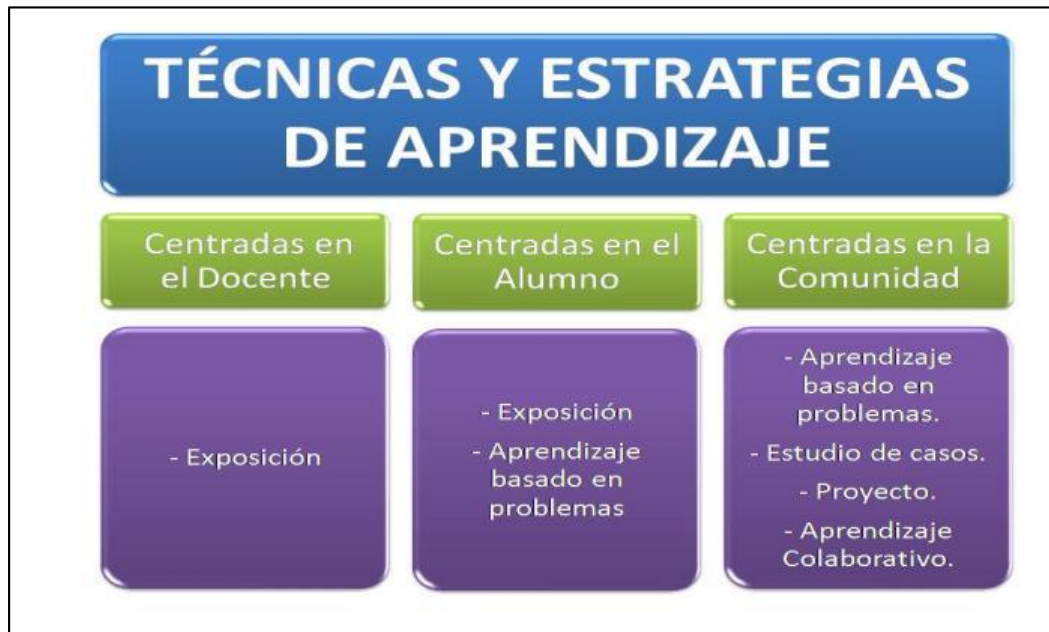 TÉCNICAS Y ESTRATEGIAS
DE APRENDIZAJE
Centradas en
el Docente
Centradas en el
Alumno
Centradas en la
Comunidad
- Exposición
- Exposición
- Aprendizaje
basado en
problemas
- Aprendizaje
basado en
problemas.
- Estudio de casos.
- Proyecto.
- Aprendizaje
Colaborativo.